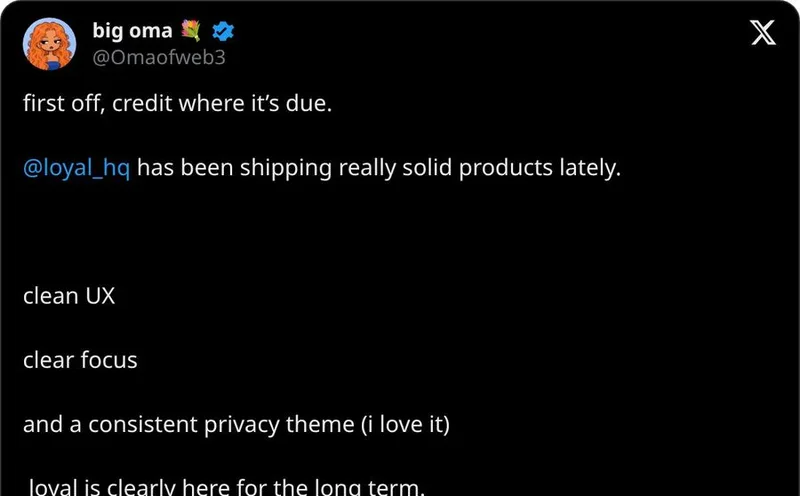 big oma 💐
@Omaofweb3
first off, credit where it’s due.
@loyal_hq has been shipping really solid products lately.
clean UX
clear focus
and a consistent privacy theme (i love it)
loyal is clearly here for the long term.